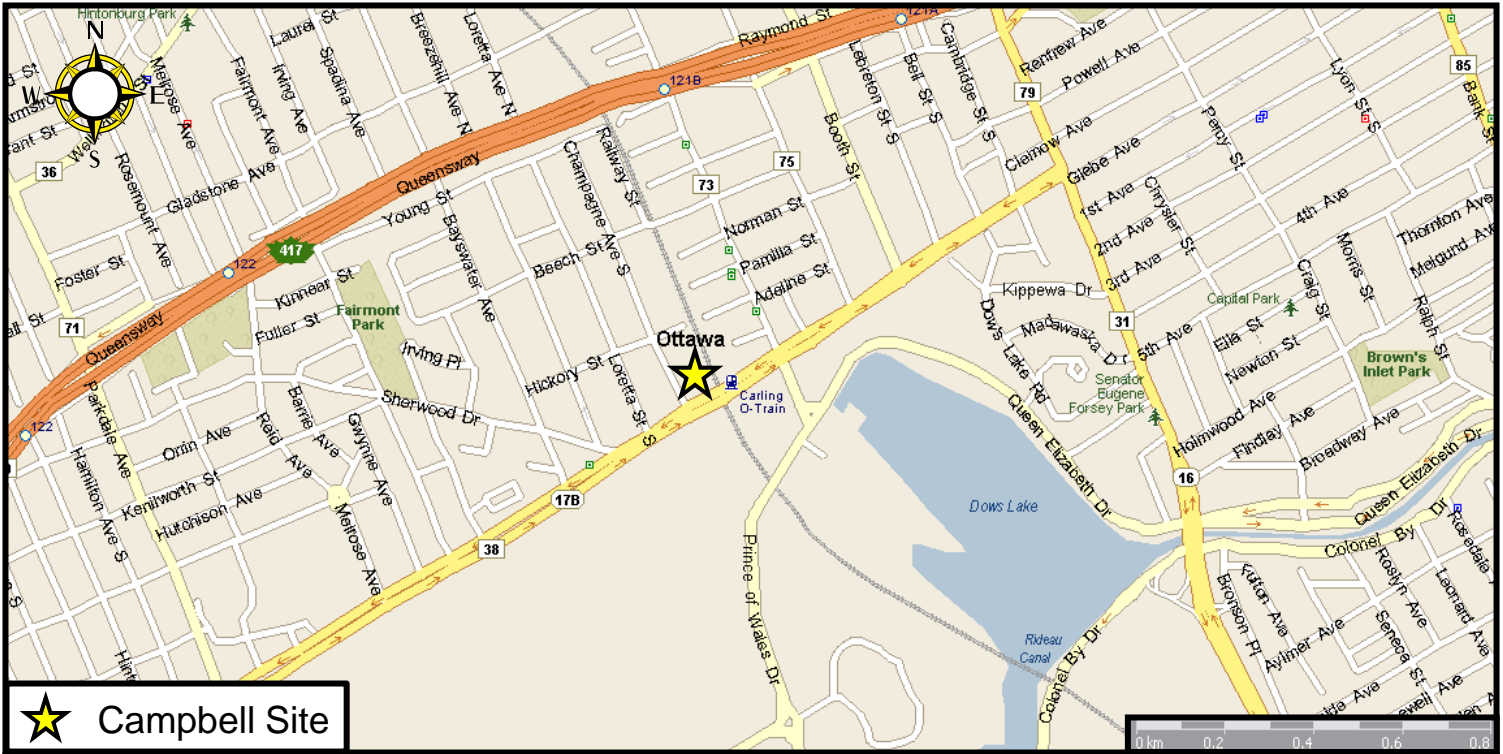 Hintonburg Park
N
W
E
S
Laurel St
Spadina Ave
Breezehill Ave N
Loretta Ave N
Raymond St
121A
121B
Melrose Ave
Fairmont Ave
Irving Ave
36
Rosemount Ave
Gladstone Ave
Queensway
417
Young St
Bayswater Ave
Railway St
Champagne Ave S
Beech St
73
75
Norman St
Pamilla St
Adeline St
Booth St
Lebreton St S
Bell St S
Cambridge St S
79
Renfrew Ave
Powell Ave
Clemow Ave
Glebe Ave
1st Ave
2nd Ave
3rd Ave
4th Ave
5th Ave
Percy St
Lyon St S
85
Bank St
Chrysler St
Thornton Ave
Melgund Ave
Morris St
Craig St
Ralph St
Capital Park
Ella St
Newton St
Brown's
Inlet Park
Foster St
122
Kinnear St
Fuller St
Fairmont
Park
Irving Pl
71
Queensway
Parkdale Ave
122
Hamilton Ave S
Orrin Ave
Kenilworth St
Hutchison Ave
Reid Ave
Barrie Ave
Gwynne Ave
Melrose Ave
Sherwood Dr
Hickory St
Loretta St S
Ottawa
Carling
O-Train
17B
38
Prince of Wales Dr
Kippewa Dr
Madawaska Dr
Dow's Lake Rd
31
Senator
Eugene
Forsey Park
Holmwood Ave
Findlay Ave
Broadway Ave
Queen Elizabeth Dr
16
Queen Elizabeth Dr
Colonel By Dr
Dows Lake
Rideau
Canal
Colonel By Dr
Bronson Pl
Aylmer Ave
Roslyn Ave
Seneca St
Leonard Ave
Campbell Site
0 km 0.2 0.4 0.6 0.8